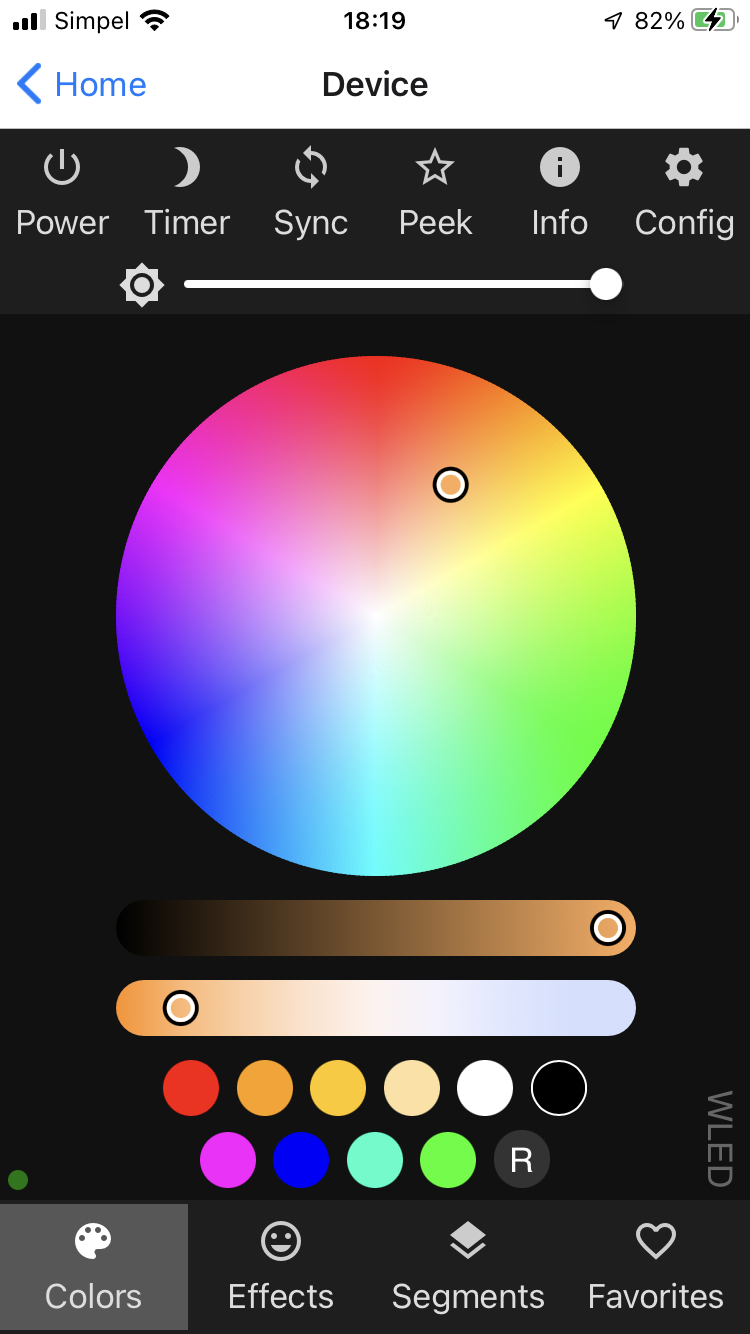 Simpel 18:19 82%
Home Device
Power Timer Sync Peek Info Config
R
WLED
Colors Effects Segments Favorites